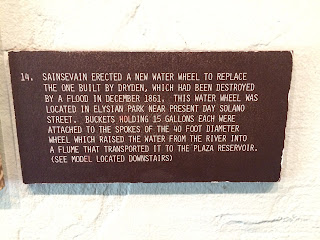 14. SAINSEVAIN ERECTED A NEW WATER WHEEL TO REPLACE
THE ONE BUILT BY DRYDEN, WHICH HAD BEEN DESTROYED
BY A FLOOD IN DECEMBER 1861. THIS WATER WHEEL WAS
LOCATED IN ELYSIAN PARK NEAR PRESENT DAY SOLANO
STREET. BUCKETS HOLDING 15 GALLONS EACH WERE
ATTACHED TO THE SPOKES OF THE 40 FOOT DIAMETER
WHEEL WHICH RAISED THE WATER FROM THE RIVER INTO
A FLUME THAT TRANSPORTED IT TO THE PLAZA RESERVOIR.
(SEE MODEL LOCATED DOWNSTAIRS)